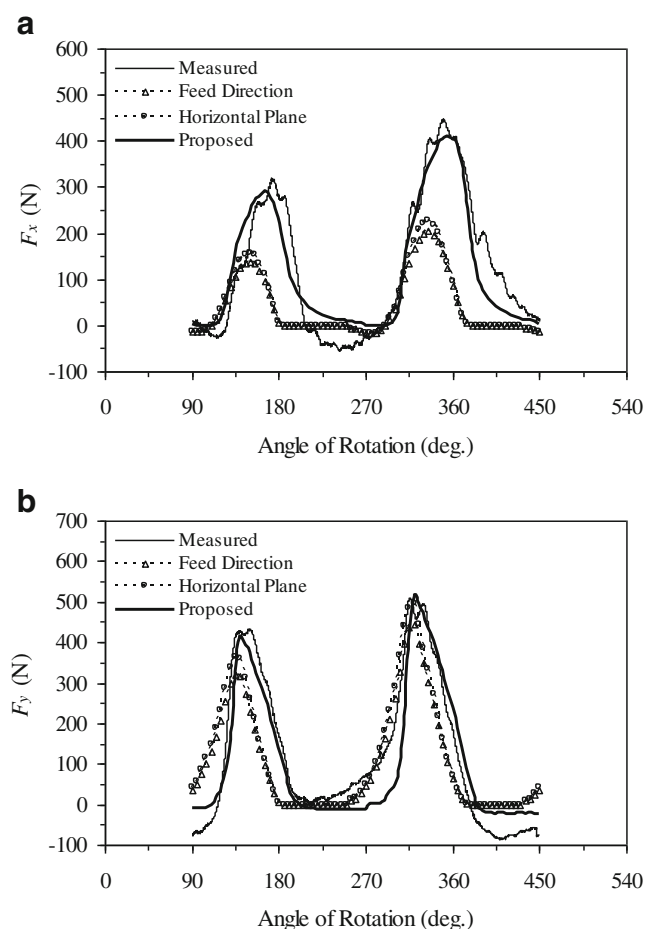 a
600
500
400
300
200
100
0
-100
Fx (N)
Measured
Feed Direction
Horizontal Plane
Proposed
0 90 180 270 360 450 540
Angle of Rotation (deg.)
b
700
600
500
400
300
200
100
0
-100
Fy (N)
Measured
Feed Direction
Horizontal Plane
Proposed
0 90 180 270 360 450 540
Angle of Rotation (deg.)